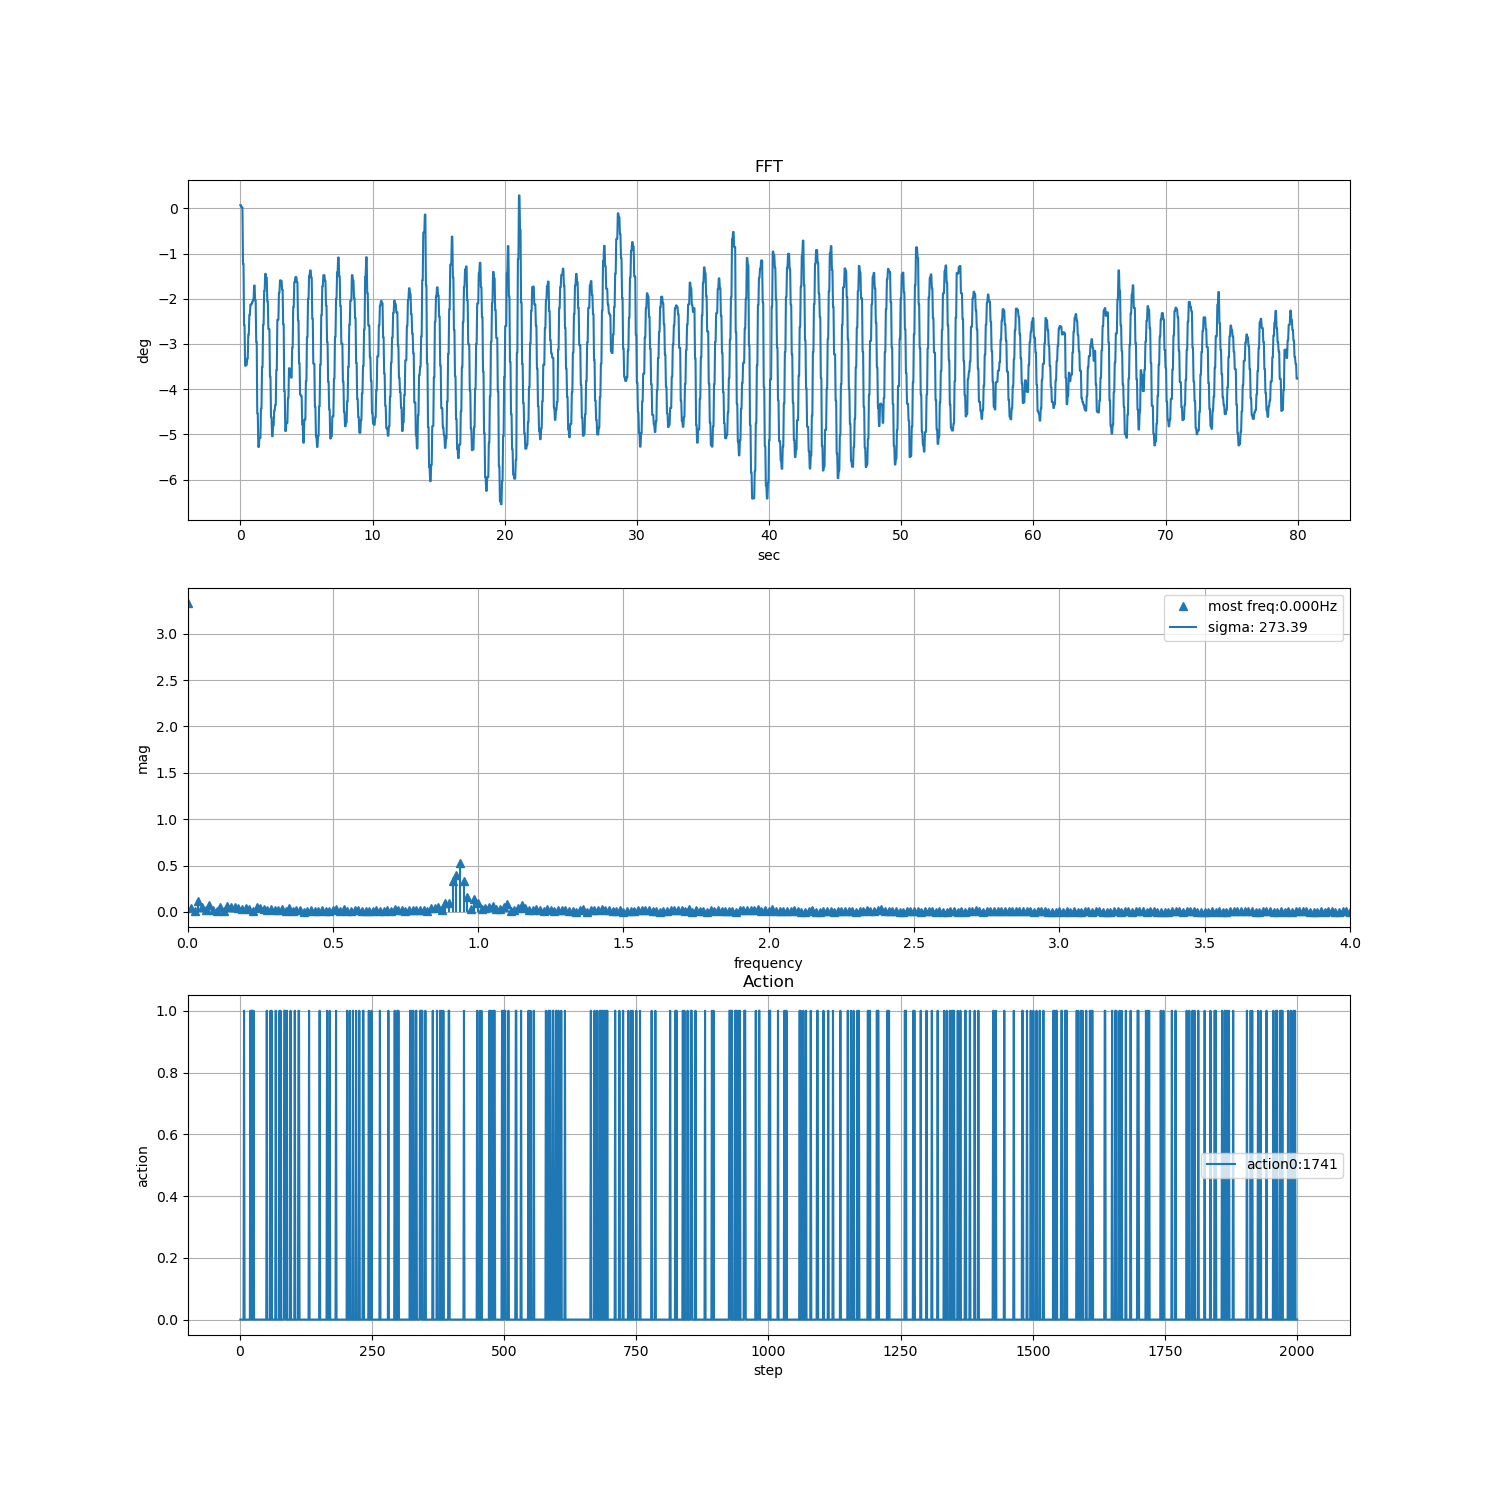 FFT
0
−1
−2
−3
−4
−5
−6
deg
0 10 20 30 40 50 60 70 80
sec
most freq:0.000Hz
sigma: 273.39
3.0
2.5
2.0
1.5
1.0
0.5
0.0
mag
0.0 0.5 1.0 1.5 2.0 2.5 3.0 3.5 4.0
frequency
Action
1.0
0.8
0.6
0.4
0.2
0.0
action
action0:1741
0 250 500 750 1000 1250 1500 1750 2000
step